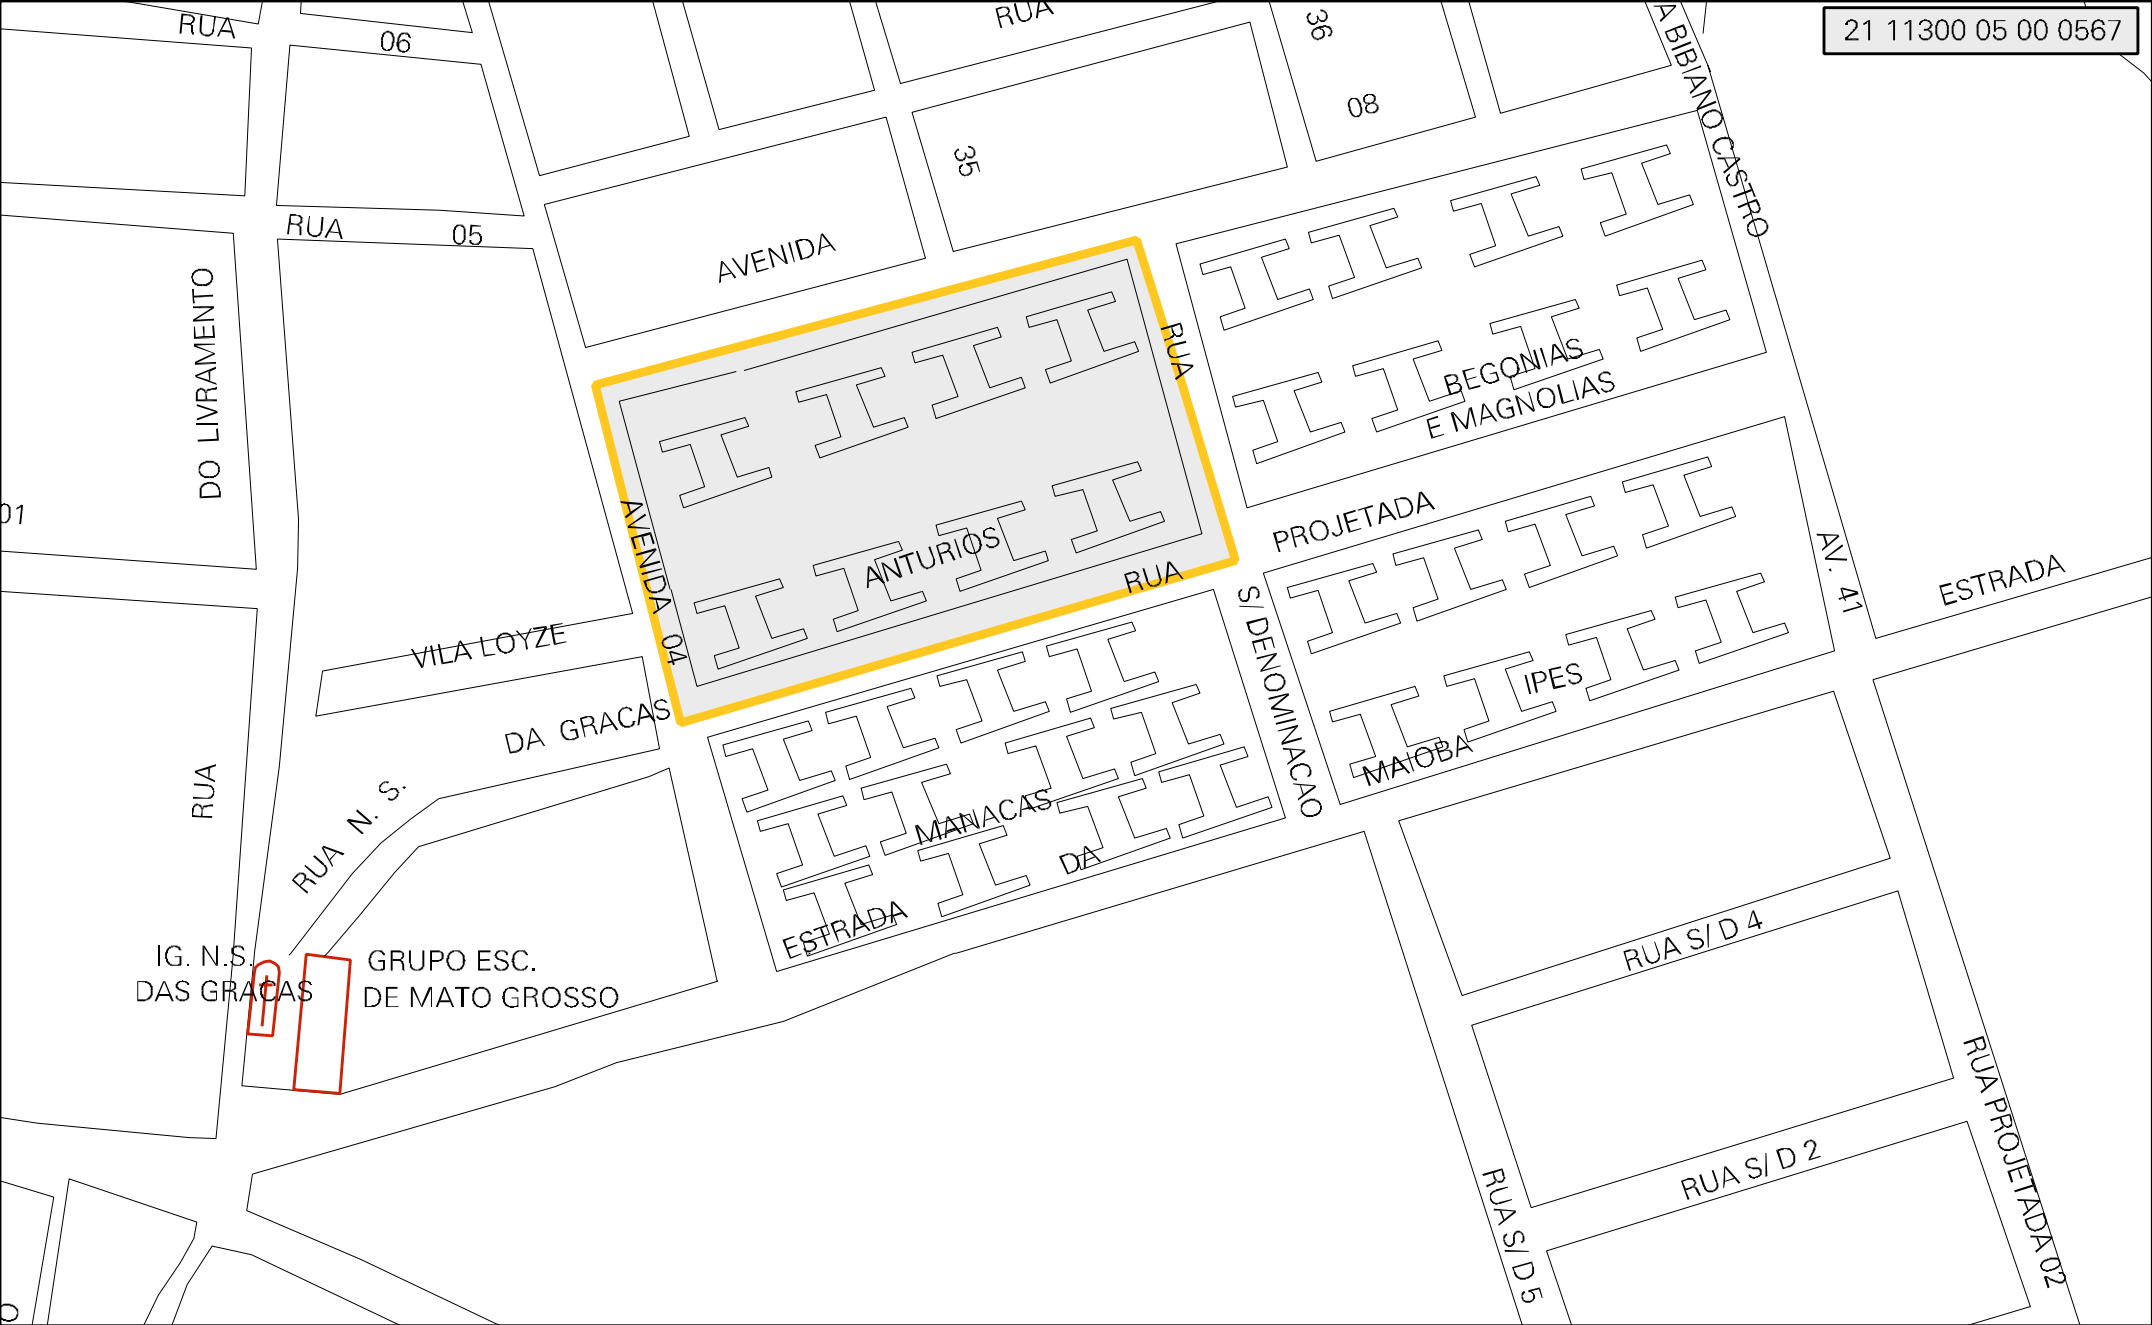 RUA
06
RUA
36
A BIBIANO CASTRO
21 11300 05 00 0567
08
35
RUA
05
AVENIDA
DO LIVRAMENTO
RUA
BEGONIAS
E MAGNOLIAS
01
AVENIDA 04
ANTURIOS
RUA
PROJETADA
AV. 41
ESTRADA
VILA LOYZE
S/ DENOMINACAO
DA GRACAS
IPES
MAIOBA
RUA
RUA N. S.
MANACAS
DA
ESTRADA
IG. N.S.
DAS GRACAS
GRUPO ESC.
DE MATO GROSSO
RUA S/ D 4
RUA S/ D 2
RUA S/ D 5
RUA PROJETADA 02
O